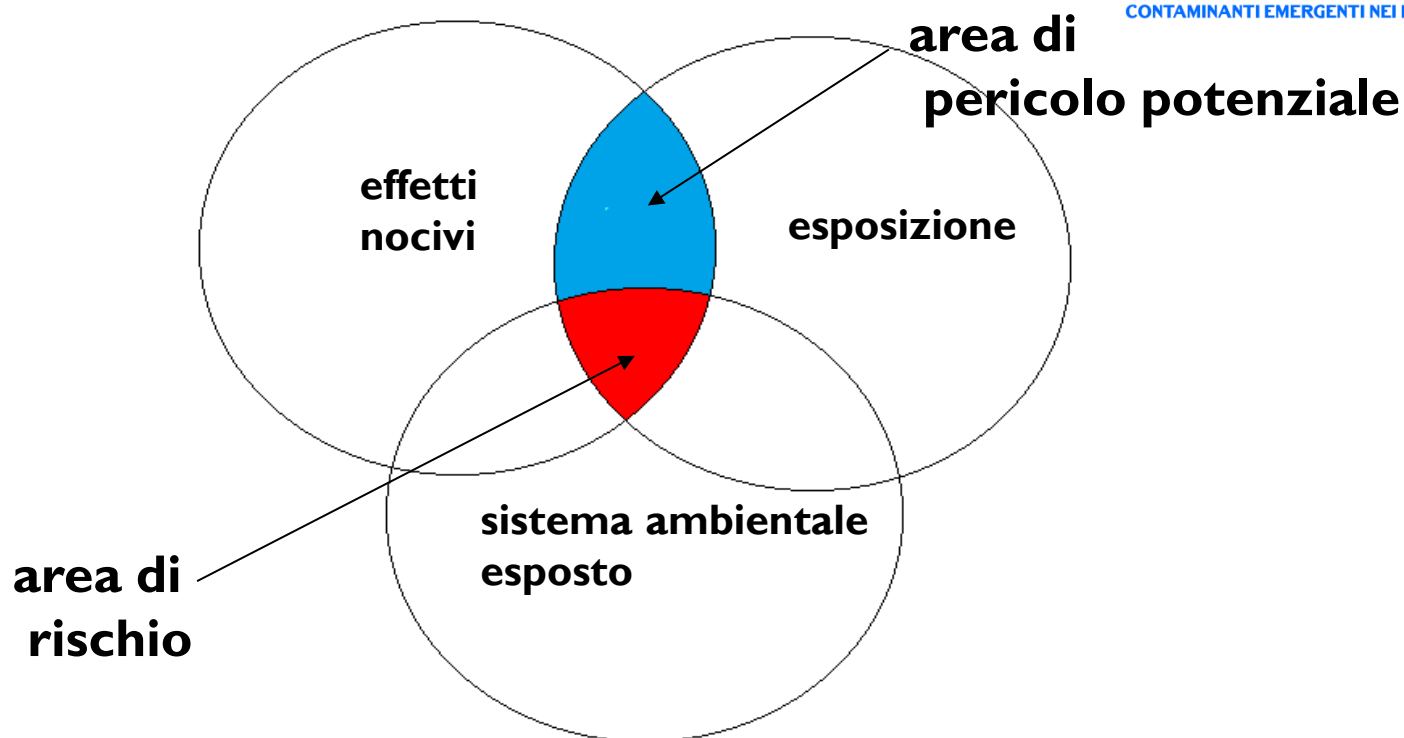 CONTAMINANTI EMERGENTI NEI
area di
pericolo potenziale
effetti
nocivi
esposizione
sistema ambientale
esposto
area di
rischio